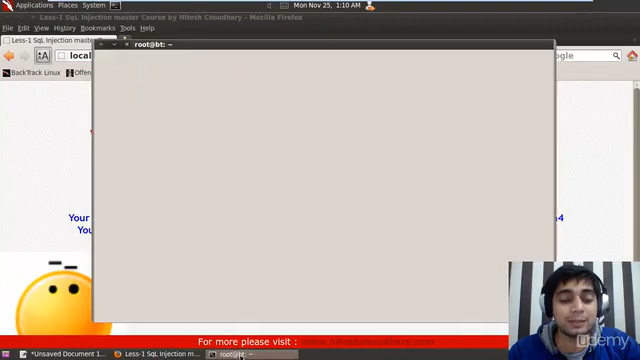 Applications Places System
Mon Nov 25, 1:10 AM
Less-1 SqL Injection master Course by Hitesh Choudhary - Mozilla Firefox
File Edit View History Bookmarks Tools Help
Less-1 SqL Injection master
root@bt: ~
local
BackTrack Linux
Offen
Your
You
4
For more please visit : www.hiteshchoudhary.com
*Unsaved Document 1...
Less-1 SqL Injection m...
root@bt: ~
udemy